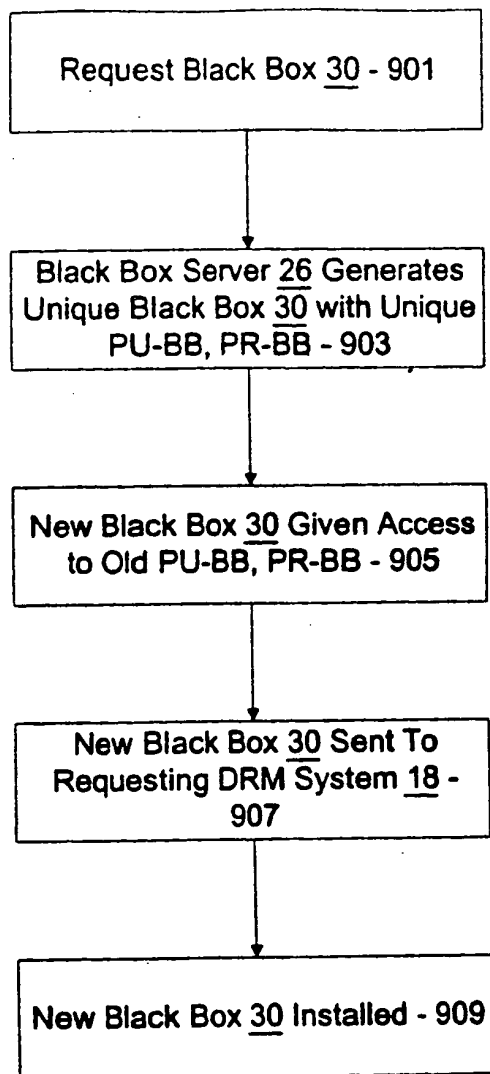 Request Black Box 30 - 901
Black Box Server 26 Generates
Unique Black Box 30 with Unique
PU-BB, PR-BB - 903
New Black Box 30 Given Access
to Old PU-BB, PR-BB - 905
New Black Box 30 Sent To
Requesting DRM System 18 -
907
New Black Box 30 Installed - 909